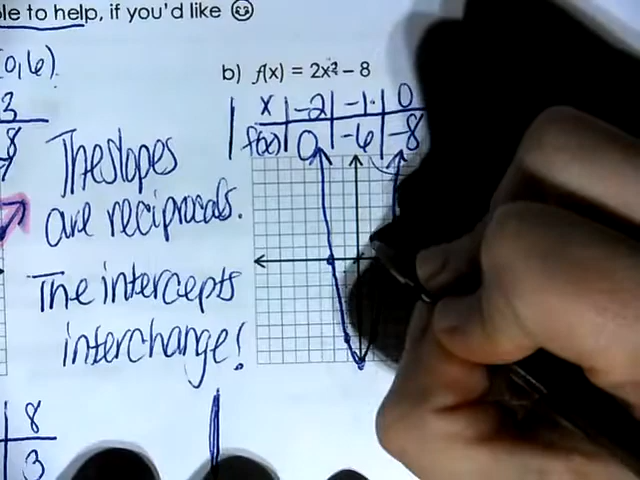 le to help, if you'd like ☺
(0,6).
b) f(x) = 2x² – 8
3
x | -2 | -1 | 0
8
f(x) | 0 | -6 | -8
The slopes
are reciprocals.
The intercepts
interchange!
8
3